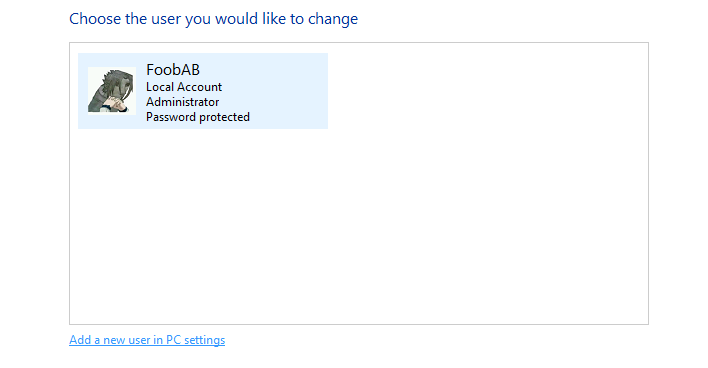 Choose the user you would like to change
FoobAB
Local Account
Administrator
Password protected
Add a new user in PC settings